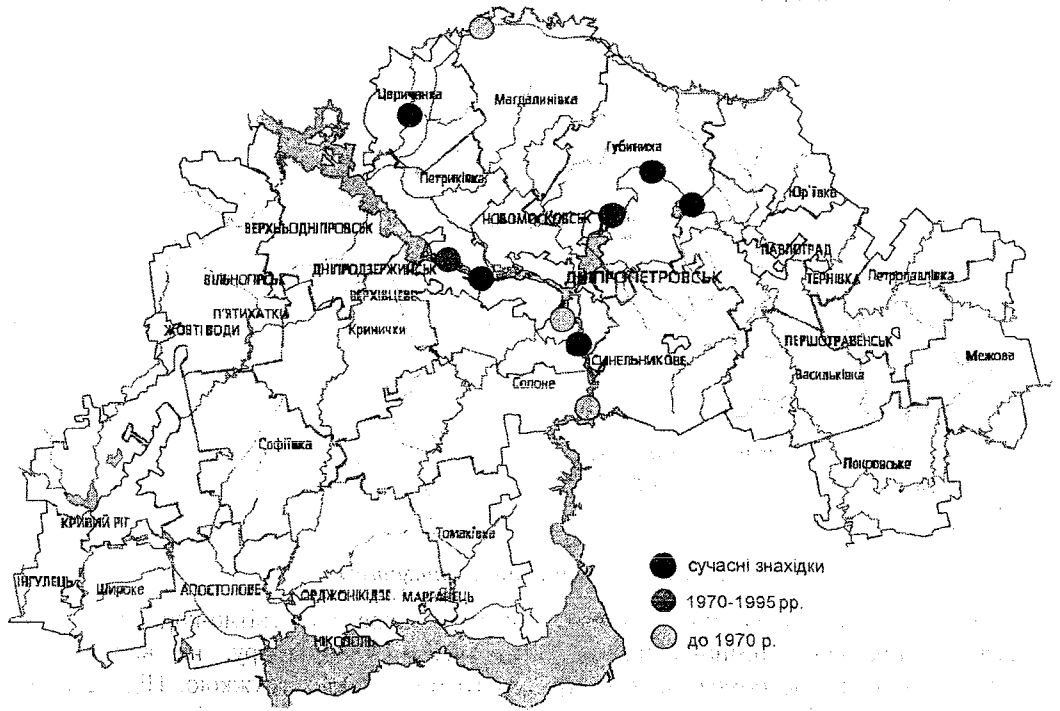 Царичанка
Магдалинівка
Губиниха
Петриківка
Юр'ївка
НОВОМОСКОВСЬК
ВЕРХНЬОДНІПРОВСЬК
ПАВЛОГРАД
ДНІПРОДЗЕРЖИНСЬК
ДНІПРОПЕТРОВСЬК
ТЕРНІВКА
Петропавлівка
ВІЛЬНОГІРСЬК
ВЕРХІВЦЕВЕ
П'ЯТИХАТКИ
ЖОВТІ ВОДИ
Кринички
ПЕРШОТРАВЕНСЬК
Межова
СИНЕЛЬНИКОВЕ
Васильківка
Солоне
Софіївка
Покровське
КРИВИЙ РІГ
Томаківка
сучасні знахідки
ІНГУЛЕЦЬ
Широке
АПОСТОЛОВЕ
ОРДЖОНІКІДЗЕ
МАРГАНЕЦЬ
1970-1995 рр.
НІКОПОЛЬ
до 1970 р.